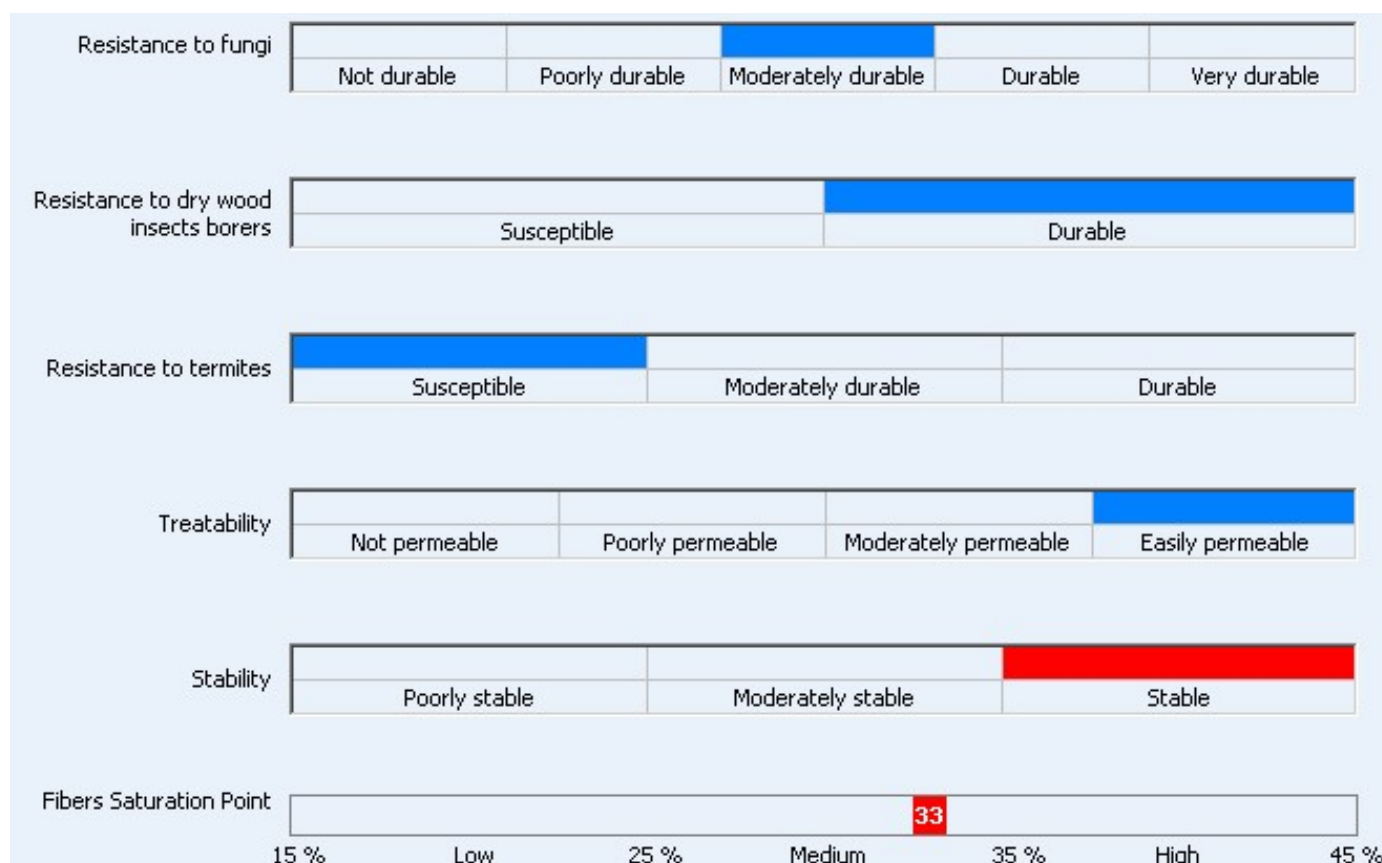 Resistance to fungi
Not durable Poorly durable Moderately durable Durable Very durable
Resistance to dry wood
insects borers
Susceptible Durable
Resistance to termites
Susceptible Moderately durable Durable
Treatability
Not permeable Poorly permeable Moderately permeable Easily permeable
Stability
Poorly stable Moderately stable Stable
Fibers Saturation Point
33
15 % Low 25 % Medium 35 % High 45 %